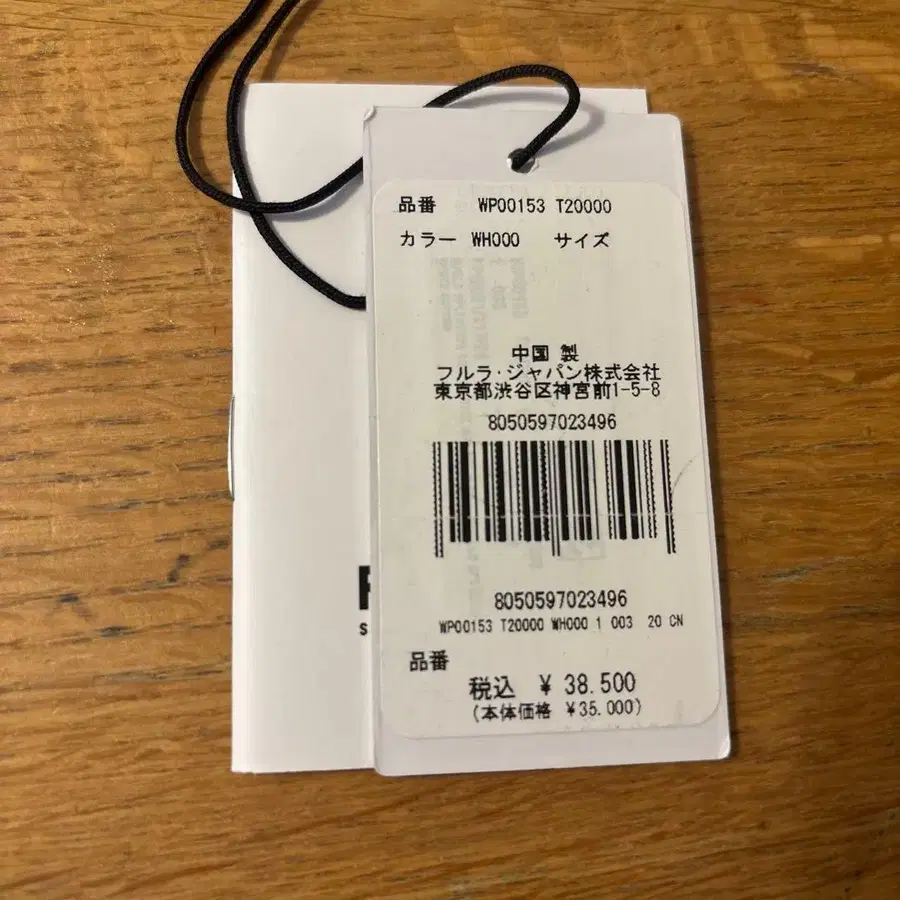 品番 WP00153 T20000
カラー WH000 サイズ
中国 製
フルラ・ジャパン株式会社
東京都渋谷区神宮前1-5-8
8050597023496
8050597023496
WP00153 T20000 WH000 1 003 20 CN
品番
税込 ¥ 38.500
(本体価格 ¥35.000)